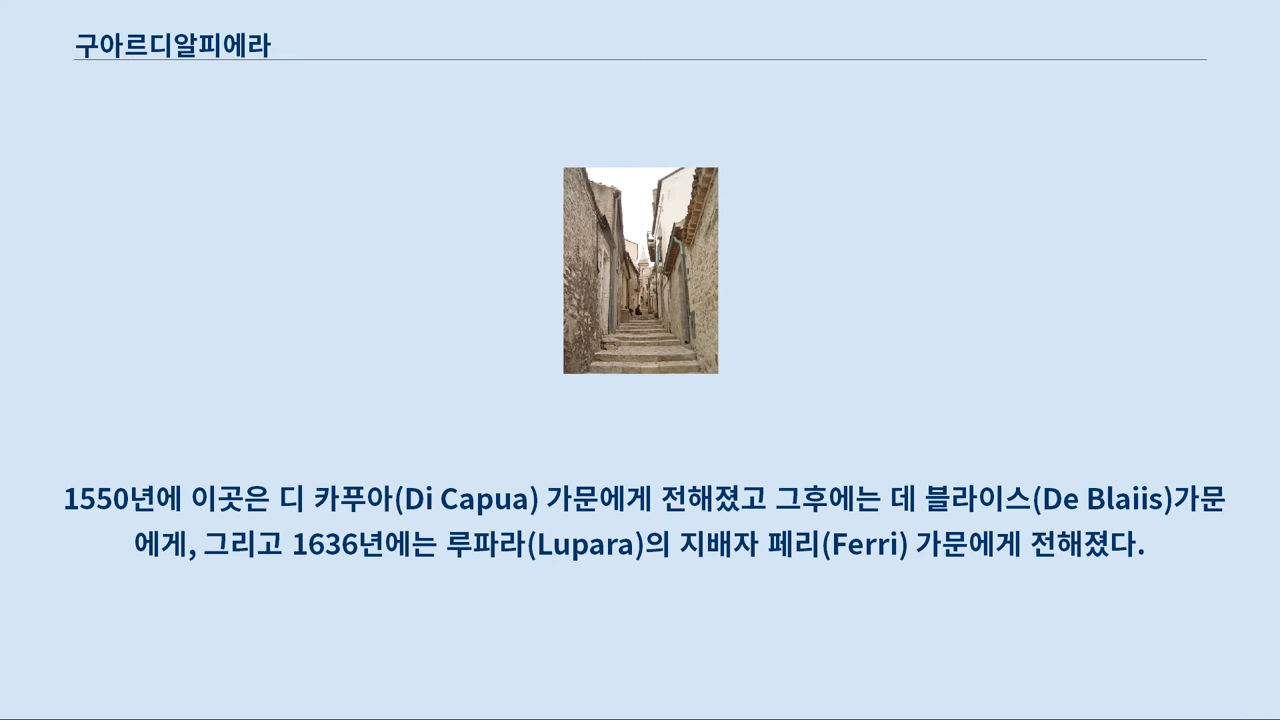 구아르디알피에라
1550년에 이곳은 디 카푸아(Di Capua) 가문에게 전해졌고 그후에는 데 블라이스(De Blaiis)가문
에게, 그리고 1636년에는 루파라(Lupara)의 지배자 페리(Ferri) 가문에게 전해졌다.